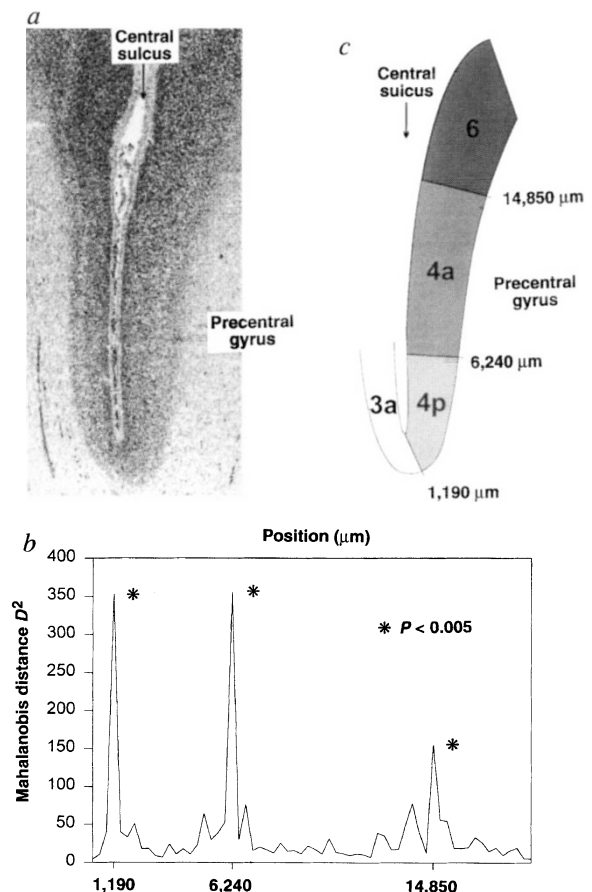 a
Central
sulcus
Precentral
gyrus
c
Central
suicus
6
14,850 µm
4a
Precentral
gyrus
6,240 µm
3a
4p
1,190 µm
b
Position (µm)
Mahalanobis distance D²
400
350
300
250
200
150
100
50
0
*
*
* P < 0.005
*
1,190
6,240
14,850